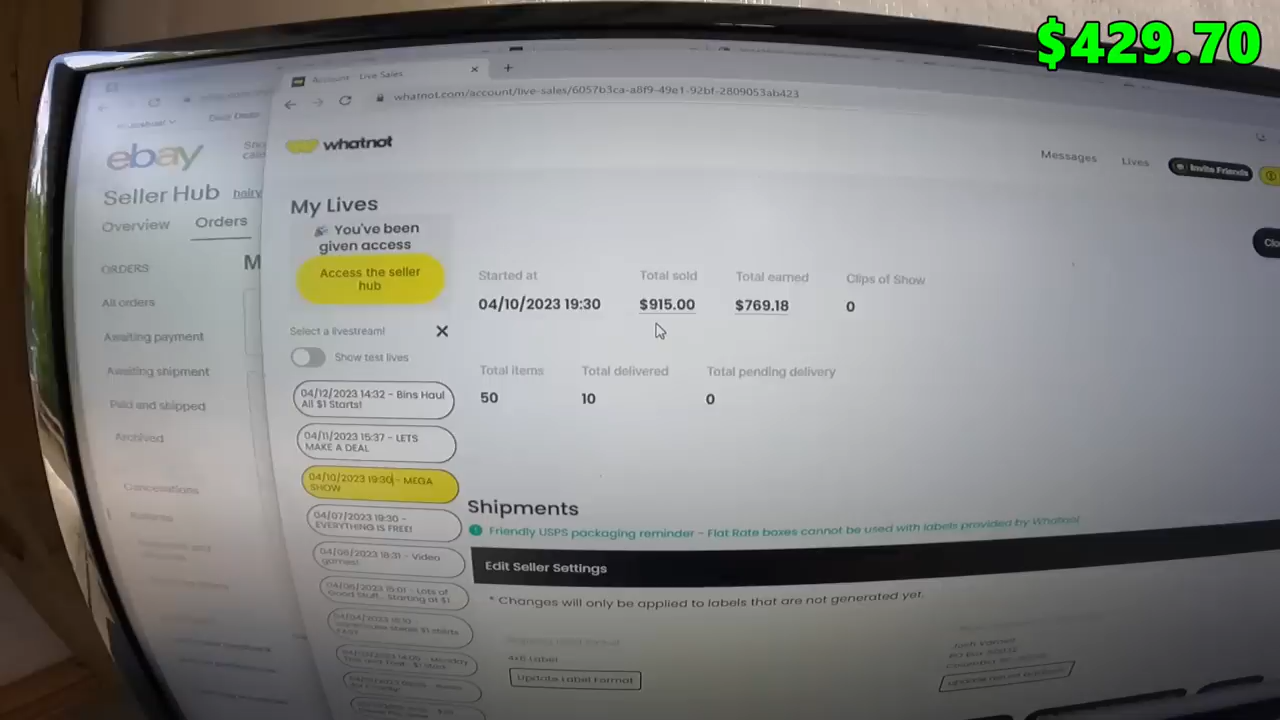 $429.70
Account - Live Sales
whatnot.com/account/live-sales/6057b3ca-a8f9-49e1-92bf-2809053ab423
ebay
Seller Hub
Overview
Orders
ORDERS
All orders
Awaiting payment
Awaiting shipment
Paid and shipped
Archived
Cancellations
whatnot
Messages
Lives
Invite Friends
My Lives
You've been
given access
Access the seller
hub
Select a livestream!
Show test lives
04/12/2023 14:32 - Bins Haul
All $1 Starts!
04/11/2023 15:37 - LETS
MAKE A DEAL
04/10/2023 19:30 - MEGA
SHOW
04/07/2023 19:30 -
EVERYTHING IS FREE!
Started at
04/10/2023 19:30
Total sold
$915.00
Total earned
$769.18
Clips of Show
0
Total items
50
Total delivered
10
Total pending delivery
0
Shipments
Friendly USPS packaging reminder - Flat Rate boxes cannot be used with labels provided by Whatnot
Edit Seller Settings
* Changes will only be applied to labels that are not generated yet.
4x6 Label
Update Label Format